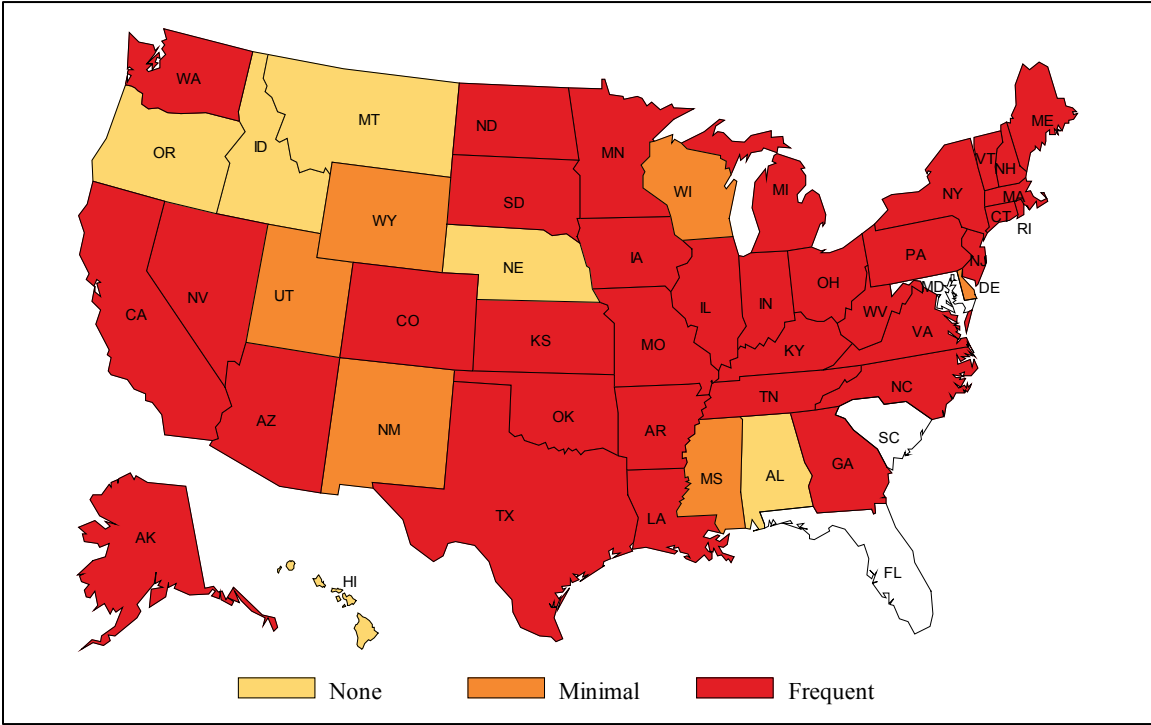 WA
MT
ND
ME
OR
ID
MN
VT
NH
WY
SD
WI
MI
NY
MA
CT
RI
NE
IA
PA
NJ
NV
UT
CA
CO
KS
MO
IL
IN
OH
WV
MD
DE
VA
KY
AZ
NM
OK
AR
TN
NC
SC
MS
AL
GA
TX
LA
AK
HI
FL
None
Minimal
Frequent